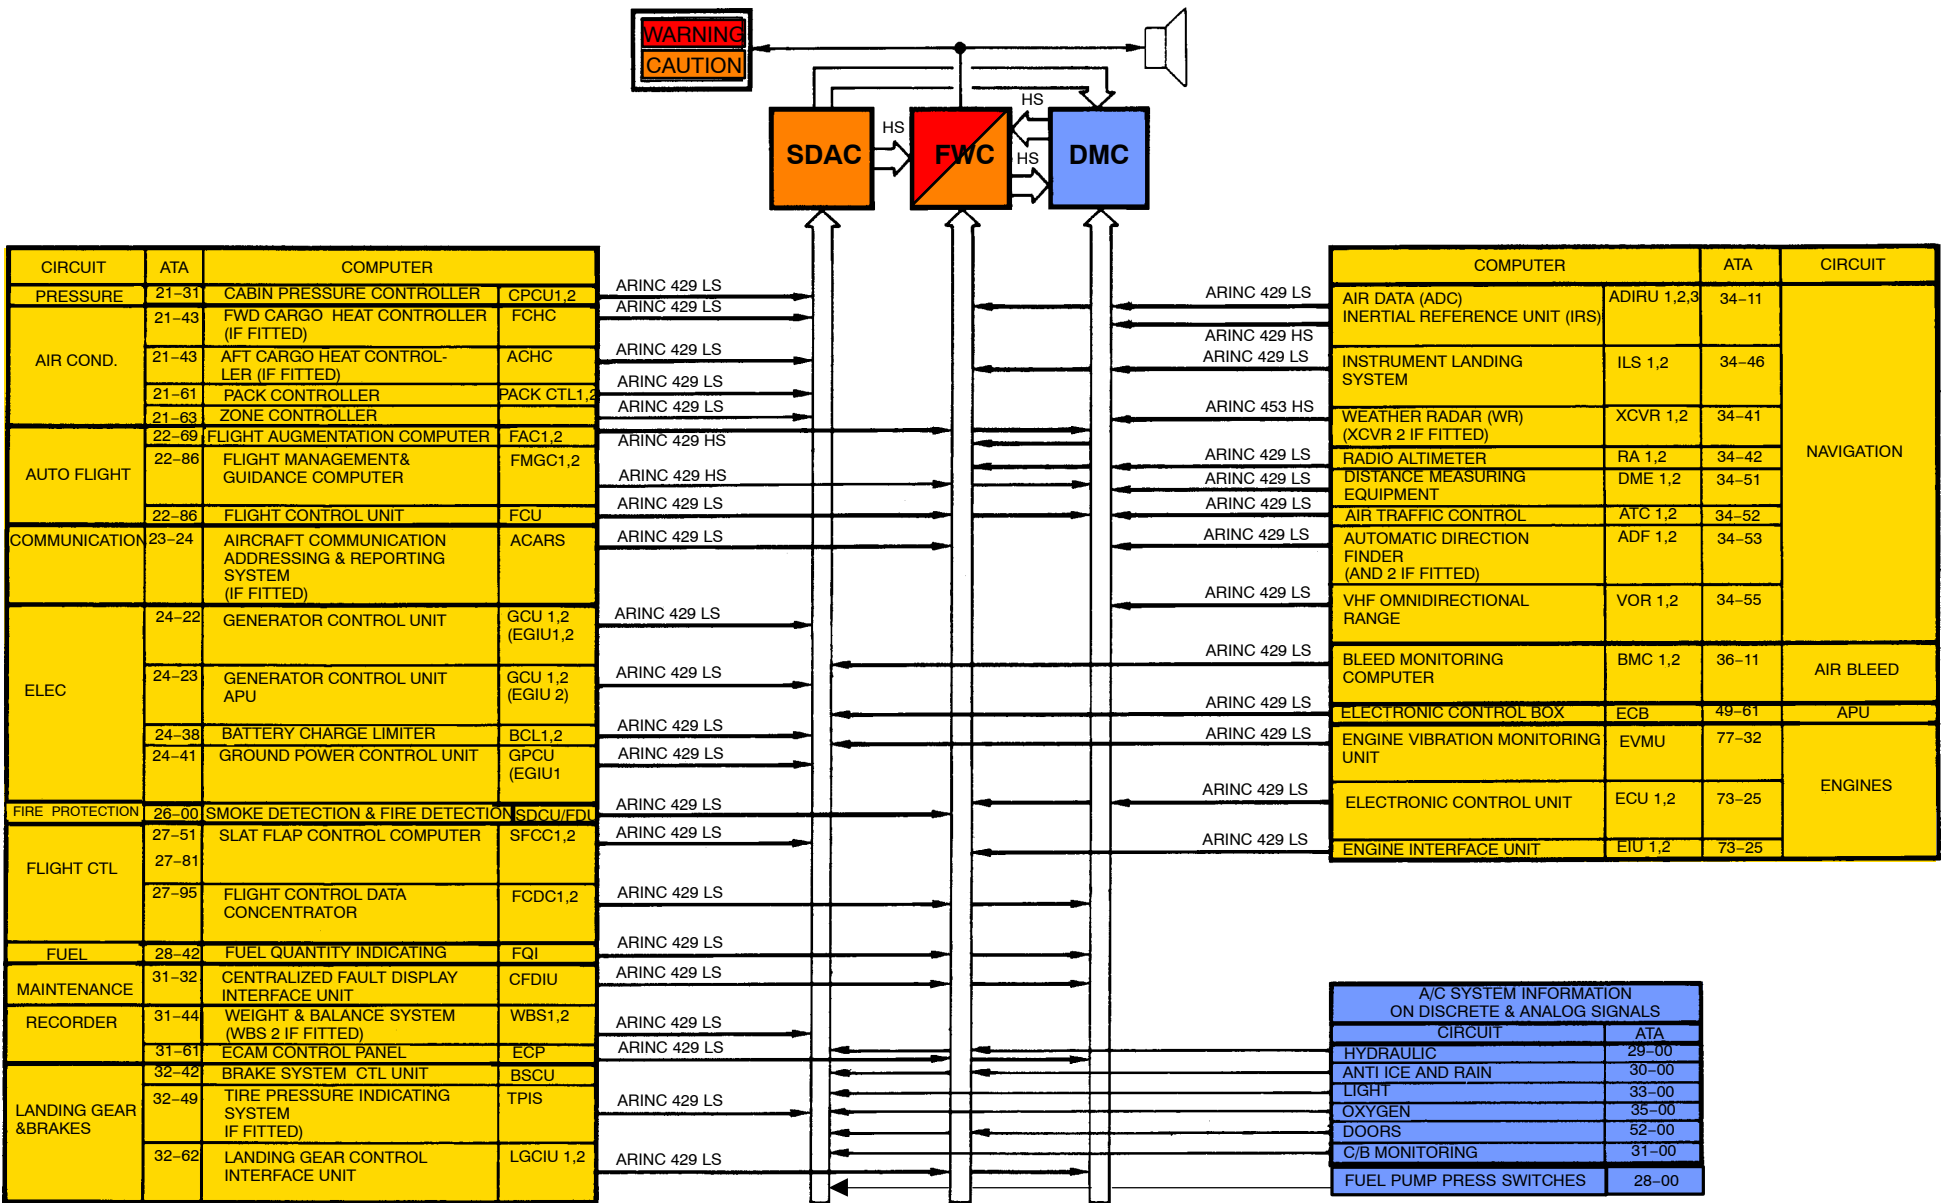 WARNING
CAUTION
HS
HS
HS
SDAC
FWC
DMC
CIRCUIT ATA COMPUTER
PRESSURE 21-31 CABIN PRESSURE CONTROLLER CPCU1,2 ARINC 429 LS
AIR COND.
21-43 FWD CARGO HEAT CONTROLLER FCHC ARINC 429 LS
(IF FITTED)
21-43 AFT CARGO HEAT CONTROL- ACHC ARINC 429 LS
LER (IF FITTED)
21-61 PACK CONTROLLER PACK CTL1,2 ARINC 429 LS
21-63 ZONE CONTROLLER ARINC 429 LS
AUTO FLIGHT
22-69 FLIGHT AUGMENTATION COMPUTER FAC1,2 ARINC 429 HS
22-86 FLIGHT MANAGEMENT& FMGC1,2 ARINC 429 HS
GUIDANCE COMPUTER
22-86 FLIGHT CONTROL UNIT FCU ARINC 429 LS
COMMUNICATION 23-24 AIRCRAFT COMMUNICATION ACARS ARINC 429 LS
ADDRESSING & REPORTING
SYSTEM
(IF FITTED)
ELEC
24-22 GENERATOR CONTROL UNIT GCU 1,2 ARINC 429 LS
(EGIU1,2
24-23 GENERATOR CONTROL UNIT GCU 1,2 ARINC 429 LS
APU (EGIU 2)
24-38 BATTERY CHARGE LIMITER BCL1,2 ARINC 429 LS
24-41 GROUND POWER CONTROL UNIT GPCU ARINC 429 LS
(EGIU1
FIRE PROTECTION 26-00 SMOKE DETECTION & FIRE DETECTION SDCU/FDU ARINC 429 LS
FLIGHT CTL
27-51 SLAT FLAP CONTROL COMPUTER SFCC1,2 ARINC 429 LS
27-81
27-95 FLIGHT CONTROL DATA FCDC1,2 ARINC 429 LS
CONCENTRATOR
FUEL 28-42 FUEL QUANTITY INDICATING FQI ARINC 429 LS
MAINTENANCE 31-32 CENTRALIZED FAULT DISPLAY CFDIU ARINC 429 LS
INTERFACE UNIT
RECORDER
31-44 WEIGHT & BALANCE SYSTEM WBS1,2 ARINC 429 LS
(WBS 2 IF FITTED)
31-61 ECAM CONTROL PANEL ECP ARINC 429 LS
LANDING GEAR
&BRAKES
32-42 BRAKE SYSTEM CTL UNIT BSCU
32-49 TIRE PRESSURE INDICATING TPIS ARINC 429 LS
SYSTEM
IF FITTED)
32-62 LANDING GEAR CONTROL LGCIU 1,2 ARINC 429 LS
INTERFACE UNIT
COMPUTER ATA CIRCUIT
ARINC 429 LS AIR DATA (ADC) ADIRU 1,2,3 34-11
INERTIAL REFERENCE UNIT (IRS)
ARINC 429 HS
ARINC 429 LS INSTRUMENT LANDING ILS 1,2 34-46
SYSTEM
ARINC 453 HS WEATHER RADAR (WR) XCVR 1,2 34-41
(XCVR 2 IF FITTED)
NAVIGATION
ARINC 429 LS RADIO ALTIMETER RA 1,2 34-42
ARINC 429 LS DISTANCE MEASURING DME 1,2 34-51
EQUIPMENT
ARINC 429 LS AIR TRAFFIC CONTROL ATC 1,2 34-52
ARINC 429 LS AUTOMATIC DIRECTION ADF 1,2 34-53
FINDER
(AND 2 IF FITTED)
ARINC 429 LS VHF OMNIDIRECTIONAL VOR 1,2 34-55
RANGE
ARINC 429 LS BLEED MONITORING BMC 1,2 36-11 AIR BLEED
COMPUTER
ARINC 429 LS ELECTRONIC CONTROL BOX ECB 49-61 APU
ARINC 429 LS ENGINE VIBRATION MONITORING EVMU 77-32
UNIT
ENGINES
ARINC 429 LS ELECTRONIC CONTROL UNIT ECU 1,2 73-25
ARINC 429 LS ENGINE INTERFACE UNIT EIU 1,2 73-25
A/C SYSTEM INFORMATION
ON DISCRETE & ANALOG SIGNALS
CIRCUIT ATA
HYDRAULIC 29-00
ANTI ICE AND RAIN 30-00
LIGHT 33-00
OXYGEN 35-00
DOORS 52-00
C/B MONITORING 31-00
FUEL PUMP PRESS SWITCHES 28-00